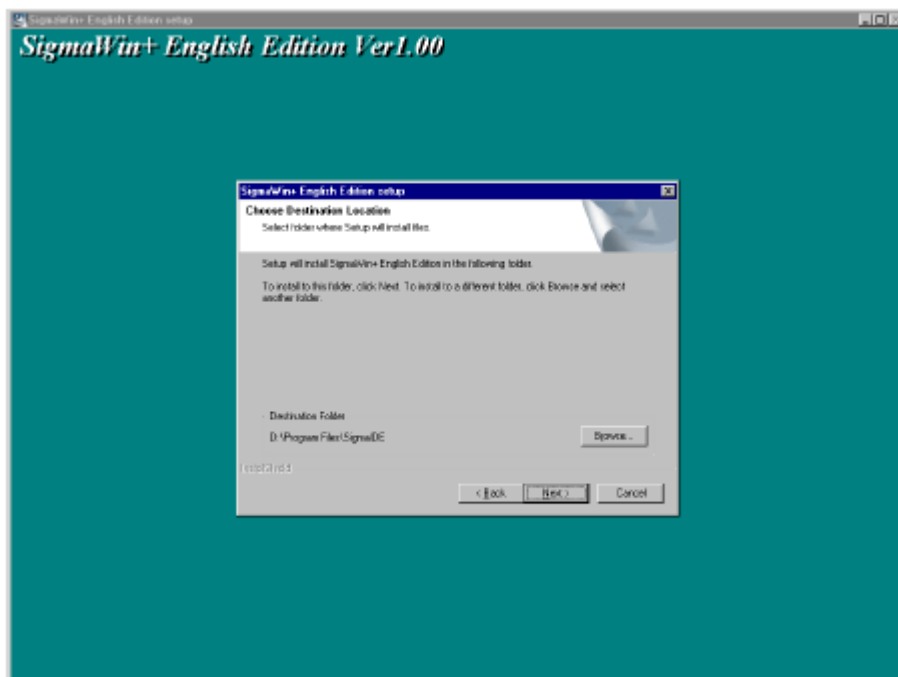 SigmaWin+ English Edition setup
SigmaWin+ English Edition Ver1.00
SigmaWin+ English Edition setup
Choose Destination Location
Select folder where Setup will install files.
Setup will install SigmaWin+ English Edition in the following folder.
To install to this folder, click Next. To install to a different folder, click Browse and select
another folder.
Destination Folder
D:\Program Files\SigmaIDE
Browse...
InstallShield
< Back
Next >
Cancel